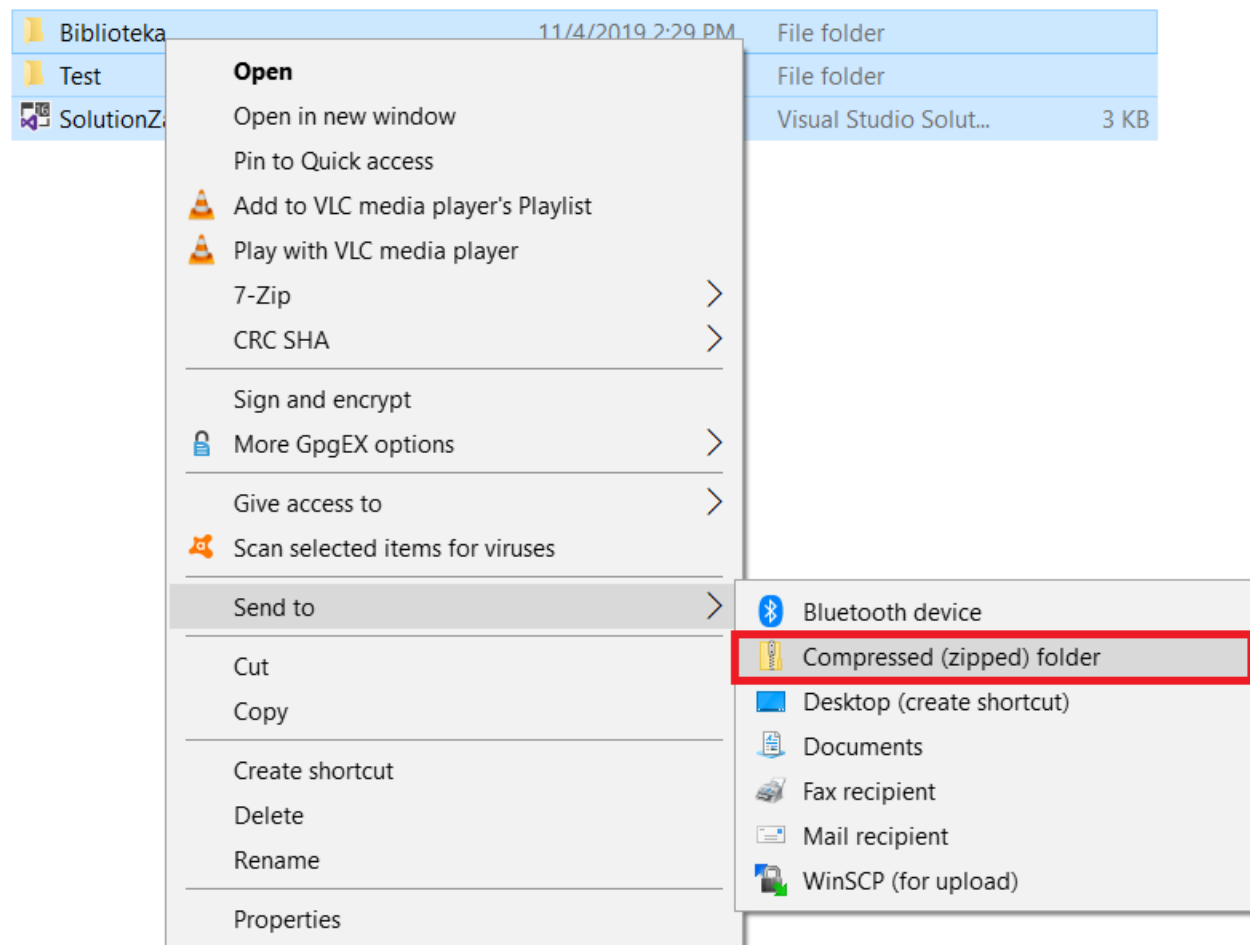 Biblioteka 11/4/2019 2:29 PM File folder
Test File folder
SolutionZa Visual Studio Solut... 3 KB
Open
Open in new window
Pin to Quick access
Add to VLC media player's Playlist
Play with VLC media player
7-Zip
CRC SHA
Sign and encrypt
More GpgEX options
Give access to
Scan selected items for viruses
Send to
Cut
Copy
Create shortcut
Delete
Rename
Properties
Bluetooth device
Compressed (zipped) folder
Desktop (create shortcut)
Documents
Fax recipient
Mail recipient
WinSCP (for upload)